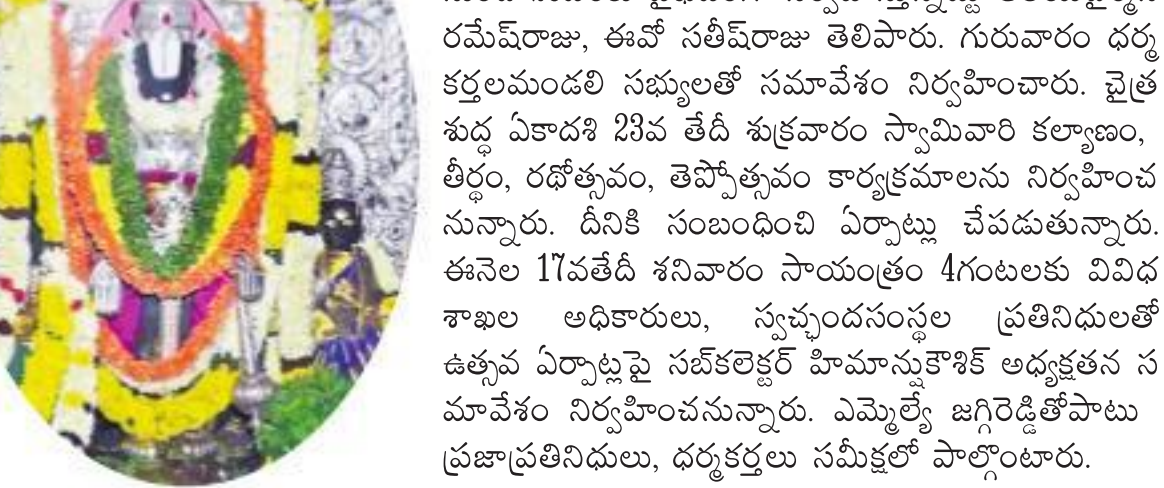 రమేష్‌రాజు, ఈవో సతీష్‌రాజు తెలిపారు. గురువారం ధర్మ
కర్తలమండలి సభ్యులతో సమావేశం నిర్వహించారు. చైత్ర
శుద్ధ ఏకాదశి 23వ తేదీ శుక్రవారం స్వామివారి కల్యాణం,
తీర్థం, రథోత్సవం, తెప్పోత్సవం కార్యక్రమాలను నిర్వహించ
నున్నారు. దీనికి సంబంధించి ఏర్పాట్లు చేపడుతున్నారు.
ఈనెల 17వతేదీ శనివారం సాయంత్రం 4గంటలకు వివిధ
శాఖల అధికారులు, స్వచ్ఛందసంస్థల ప్రతినిధులతో
ఉత్సవ ఏర్పాట్లపై సబ్‌కలెక్టర్ హిమాన్షుకౌశిక్ అధ్యక్షతన స
మావేశం నిర్వహించనున్నారు. ఎమ్మెల్యే జగ్గిరెడ్డితోపాటు
ప్రజాప్రతినిధులు, ధర్మకర్తలు సమీక్షలో పాల్గొంటారు.